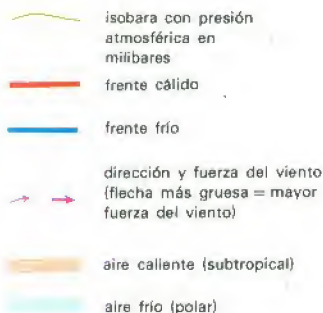 isobara con presión
atmosférica en
milibares
frente cálido
frente frío
dirección y fuerza del viento
(flecha más gruesa = mayor
fuerza del viento)
aire caliente (subtropical)
aire frío (polar)